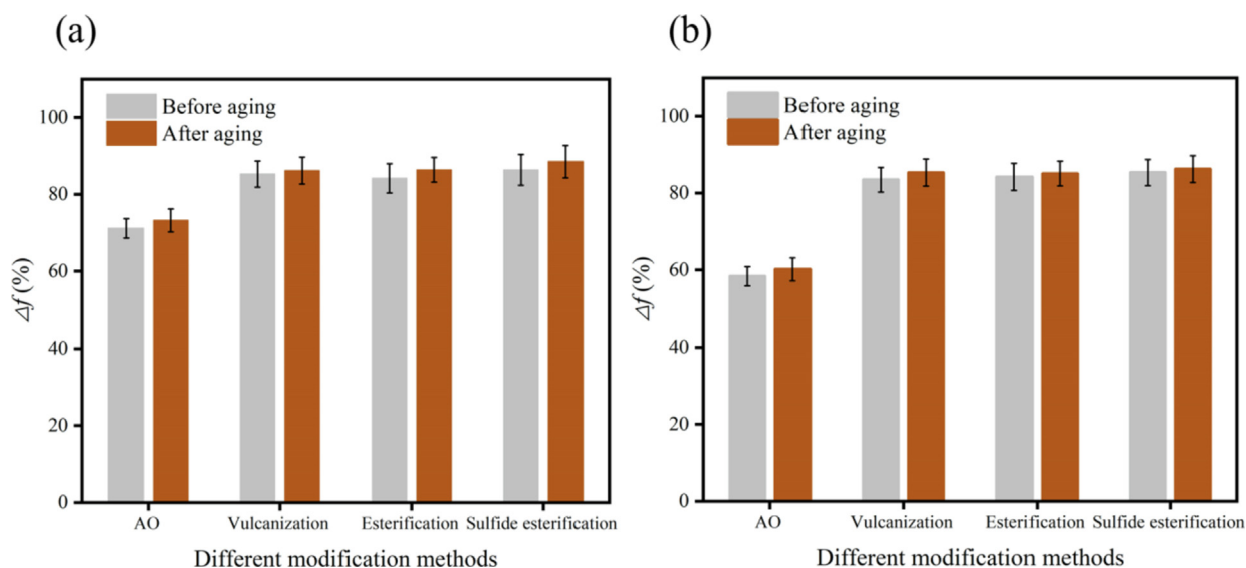 (a)
Before aging
After aging
100
80
60
40
20
0
Δf (%)
AO Vulcanization Esterification Sulfide esterification
Different modification methods
(b)
Before aging
After aging
100
80
60
40
20
0
Δf (%)
AO Vulcanization Esterification Sulfide esterification
Different modification methods